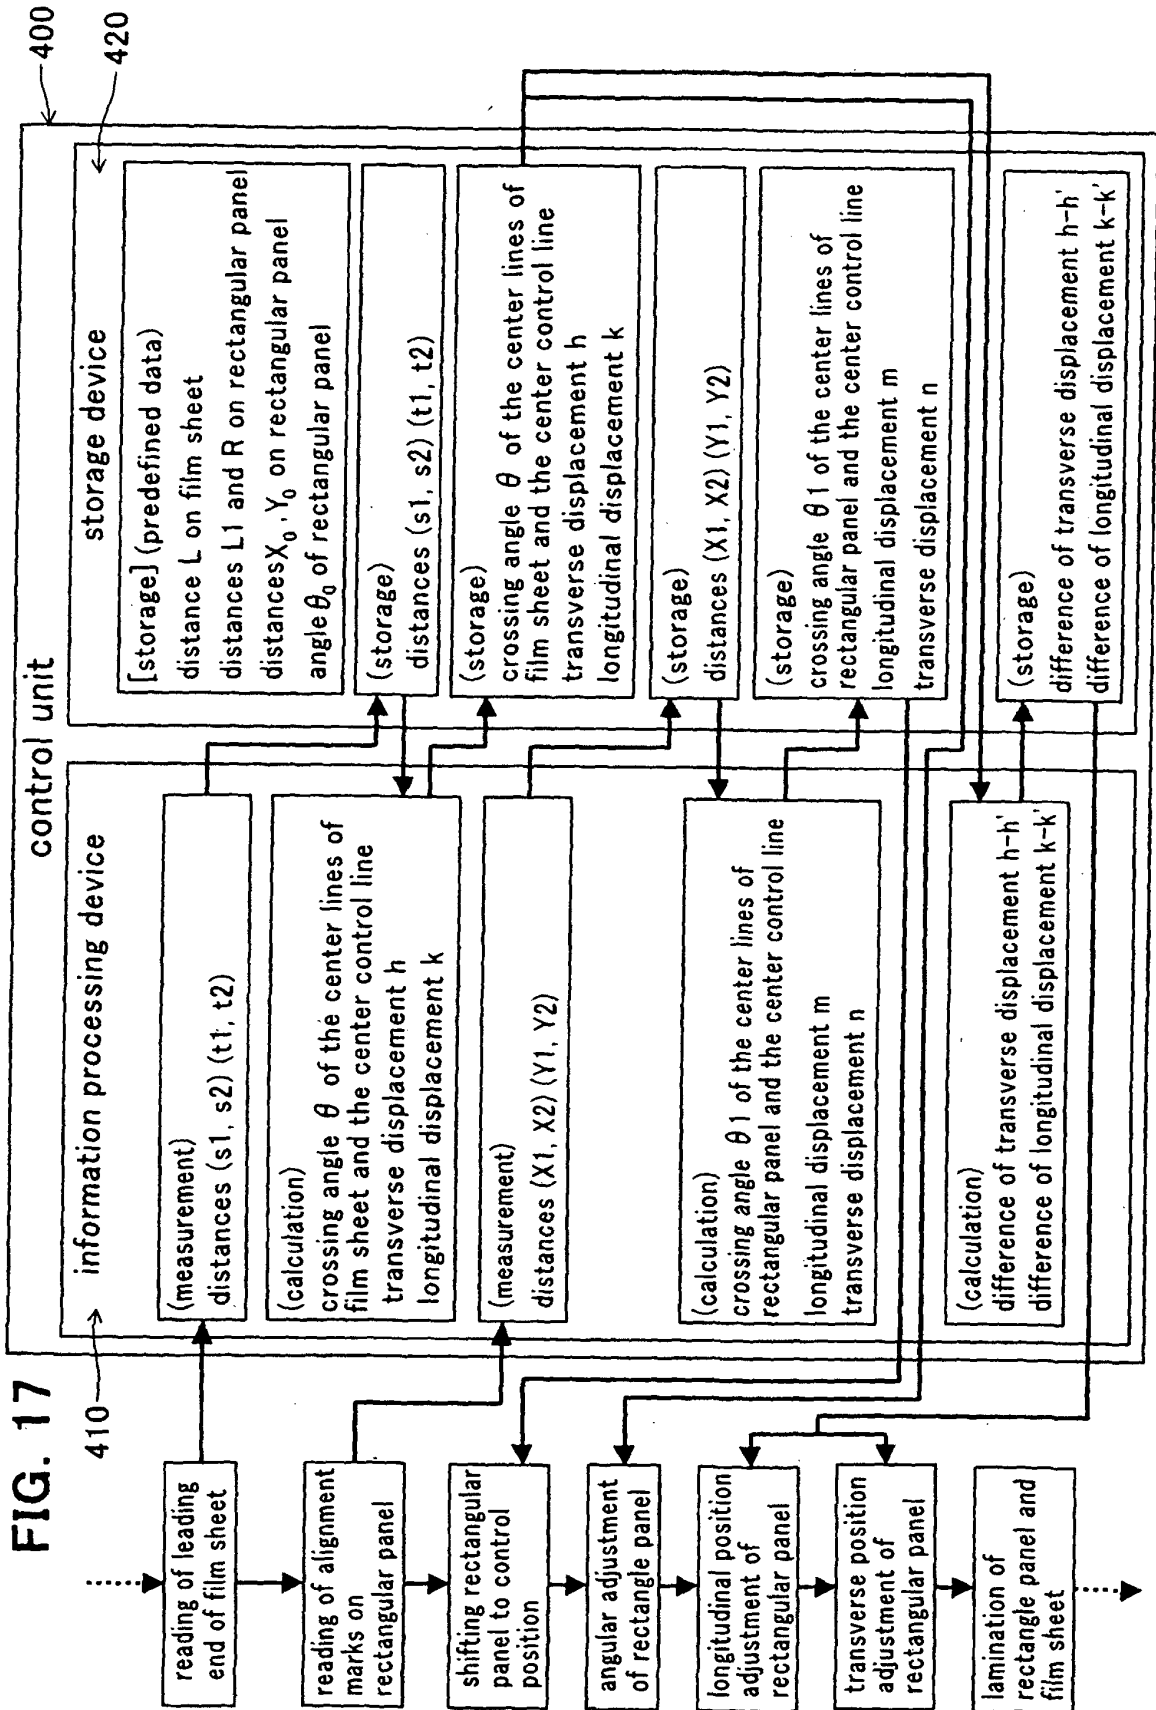 FIG. 17
400
control unit
410
information processing device
420
storage device
reading of leading
end of film sheet
reading of alignment
marks on
rectangular panel
shifting rectangular
panel to control
position
angular adjustment
of rectangle panel
longitudinal position
adjustment of
rectangular panel
transverse position
adjustment of
rectangular panel
lamination of
rectangle panel and
film sheet
(measurement)
distances (s1, s2) (t1, t2)
(calculation)
crossing angle θ of the center lines of
film sheet and the center control line
transverse displacement h
longitudinal displacement k
(measurement)
distances (X1, X2) (Y1, Y2)
(calculation)
crossing angle θ1 of the center lines of
rectangular panel and the center control line
longitudinal displacement m
transverse displacement n
(calculation)
difference of transverse displacement h-h'
difference of longitudinal displacement k-k'
[storage] (predefined data)
distance L on film sheet
distances L1 and R on rectangular panel
distancesX₀,Y₀ on rectangular panel
angle θ₀ of rectangular panel
(storage)
distances (s1, s2) (t1, t2)
(storage)
crossing angle θ of the center lines of
film sheet and the center control line
transverse displacement h
longitudinal displacement k
(storage)
distances (X1, X2) (Y1, Y2)
(storage)
crossing angle θ1 of the center lines of
rectangular panel and the center control line
longitudinal displacement m
transverse displacement n
(storage)
difference of transverse displacement h-h'
difference of longitudinal displacement k-k'